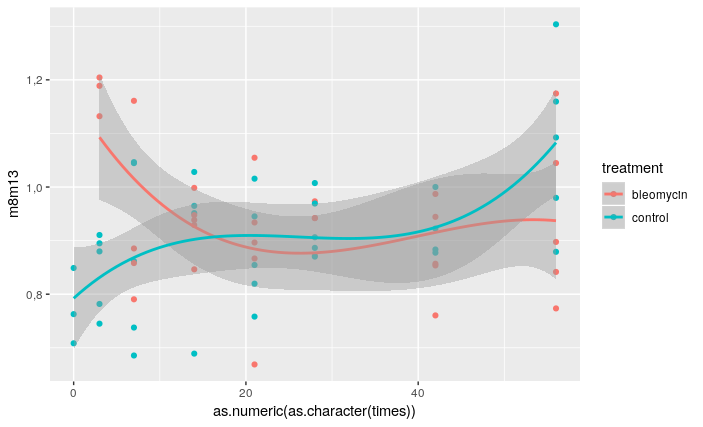 1,2
1,0
0,8
m8m13
0
20
40
as.numeric(as.character(times))
treatment
bleomycin
control